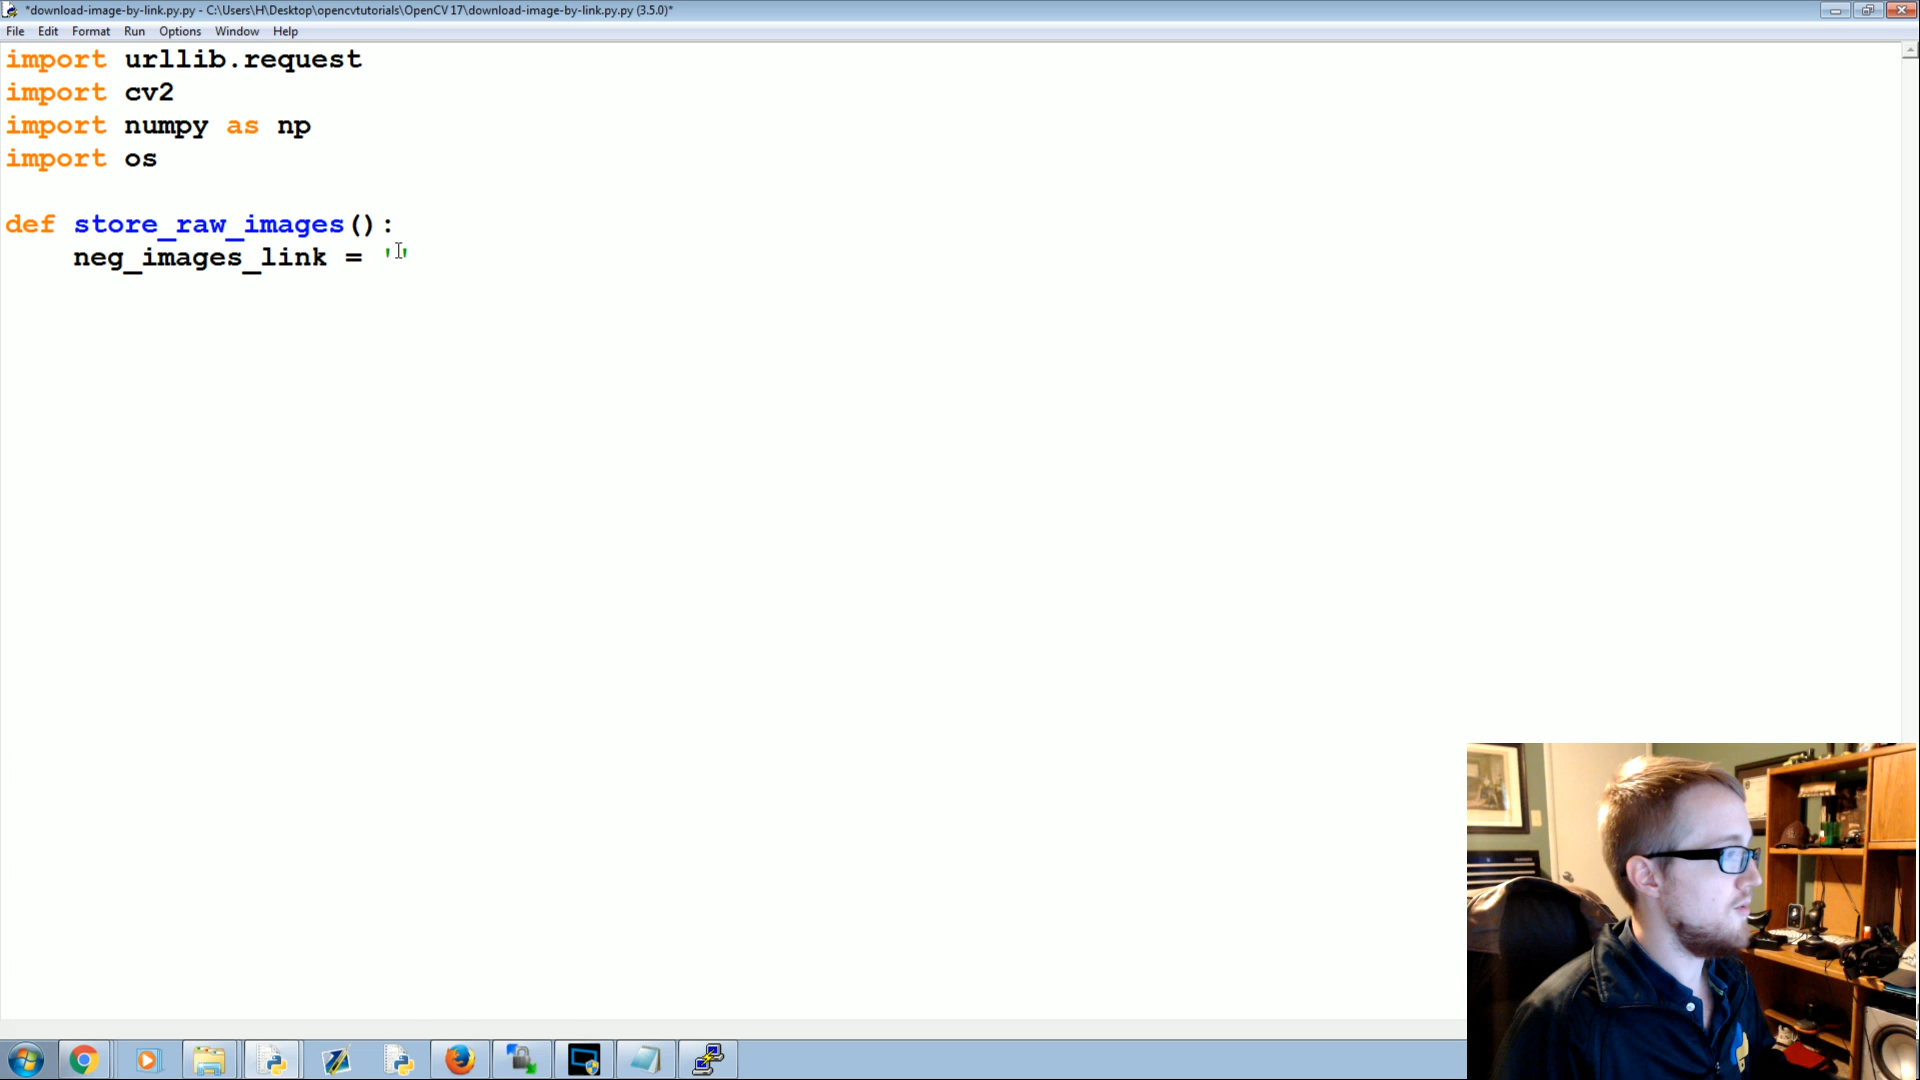 *download-image-by-link.py.py - C:\Users\H\Desktop\opencvtutorials\OpenCV 17\download-image-by-link.py.py (3.5.0)*
File Edit Format Run Options Window Help
import urllib.request
import cv2
import numpy as np
import os
def store_raw_images():
neg_images_link = ''